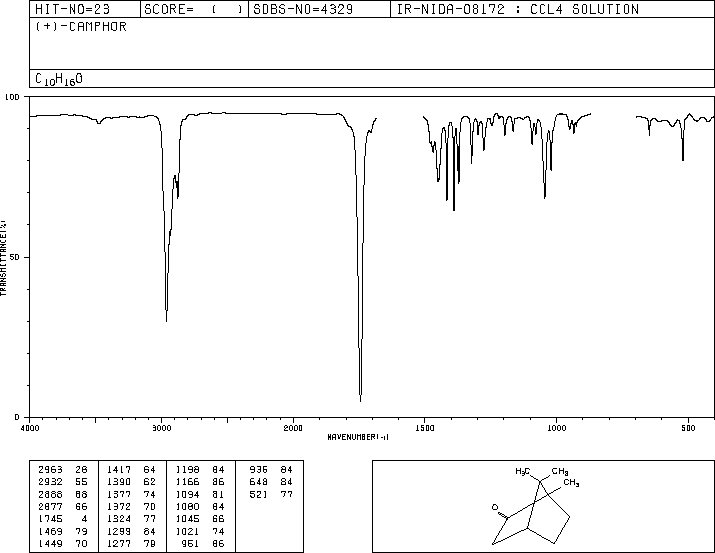 HIT-NO=23 SCORE= ( ) SDBS-NO=4329 IR-NIDA-08172 : CCL4 SOLUTION
(+)-CAMPHOR
C10H16O
100
50
0
TRANSMITTANCE(%)
4000 3000 2000 1500 1000 500
WAVENUMBER(-1)
2963 28 1417 64 1198 84 936 84
2932 55 1390 62 1166 86 648 84
2888 68 1377 74 1094 81 521 77
2877 66 1372 70 1080 84
1745 4 1324 77 1045 66
1469 79 1299 84 1021 74
1449 70 1277 79 951 86
H3C CH3
CH3
O